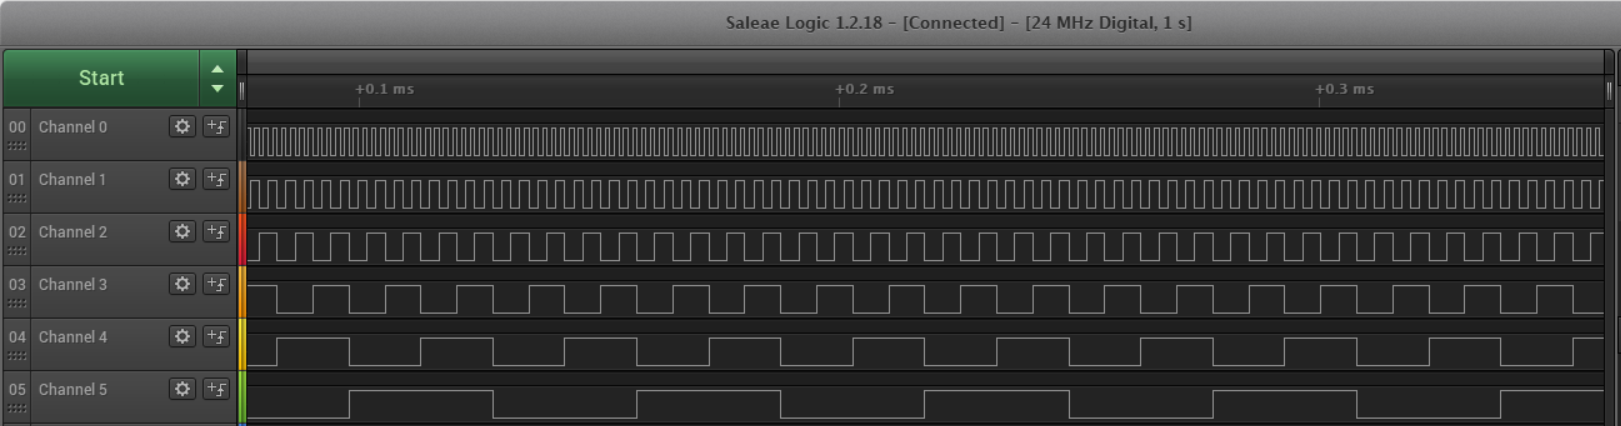 Saleae Logic 1.2.18 - [Connected] - [24 MHz Digital, 1 s]
Start
+0.1 ms +0.2 ms +0.3 ms
00 Channel 0
01 Channel 1
02 Channel 2
03 Channel 3
04 Channel 4
05 Channel 5